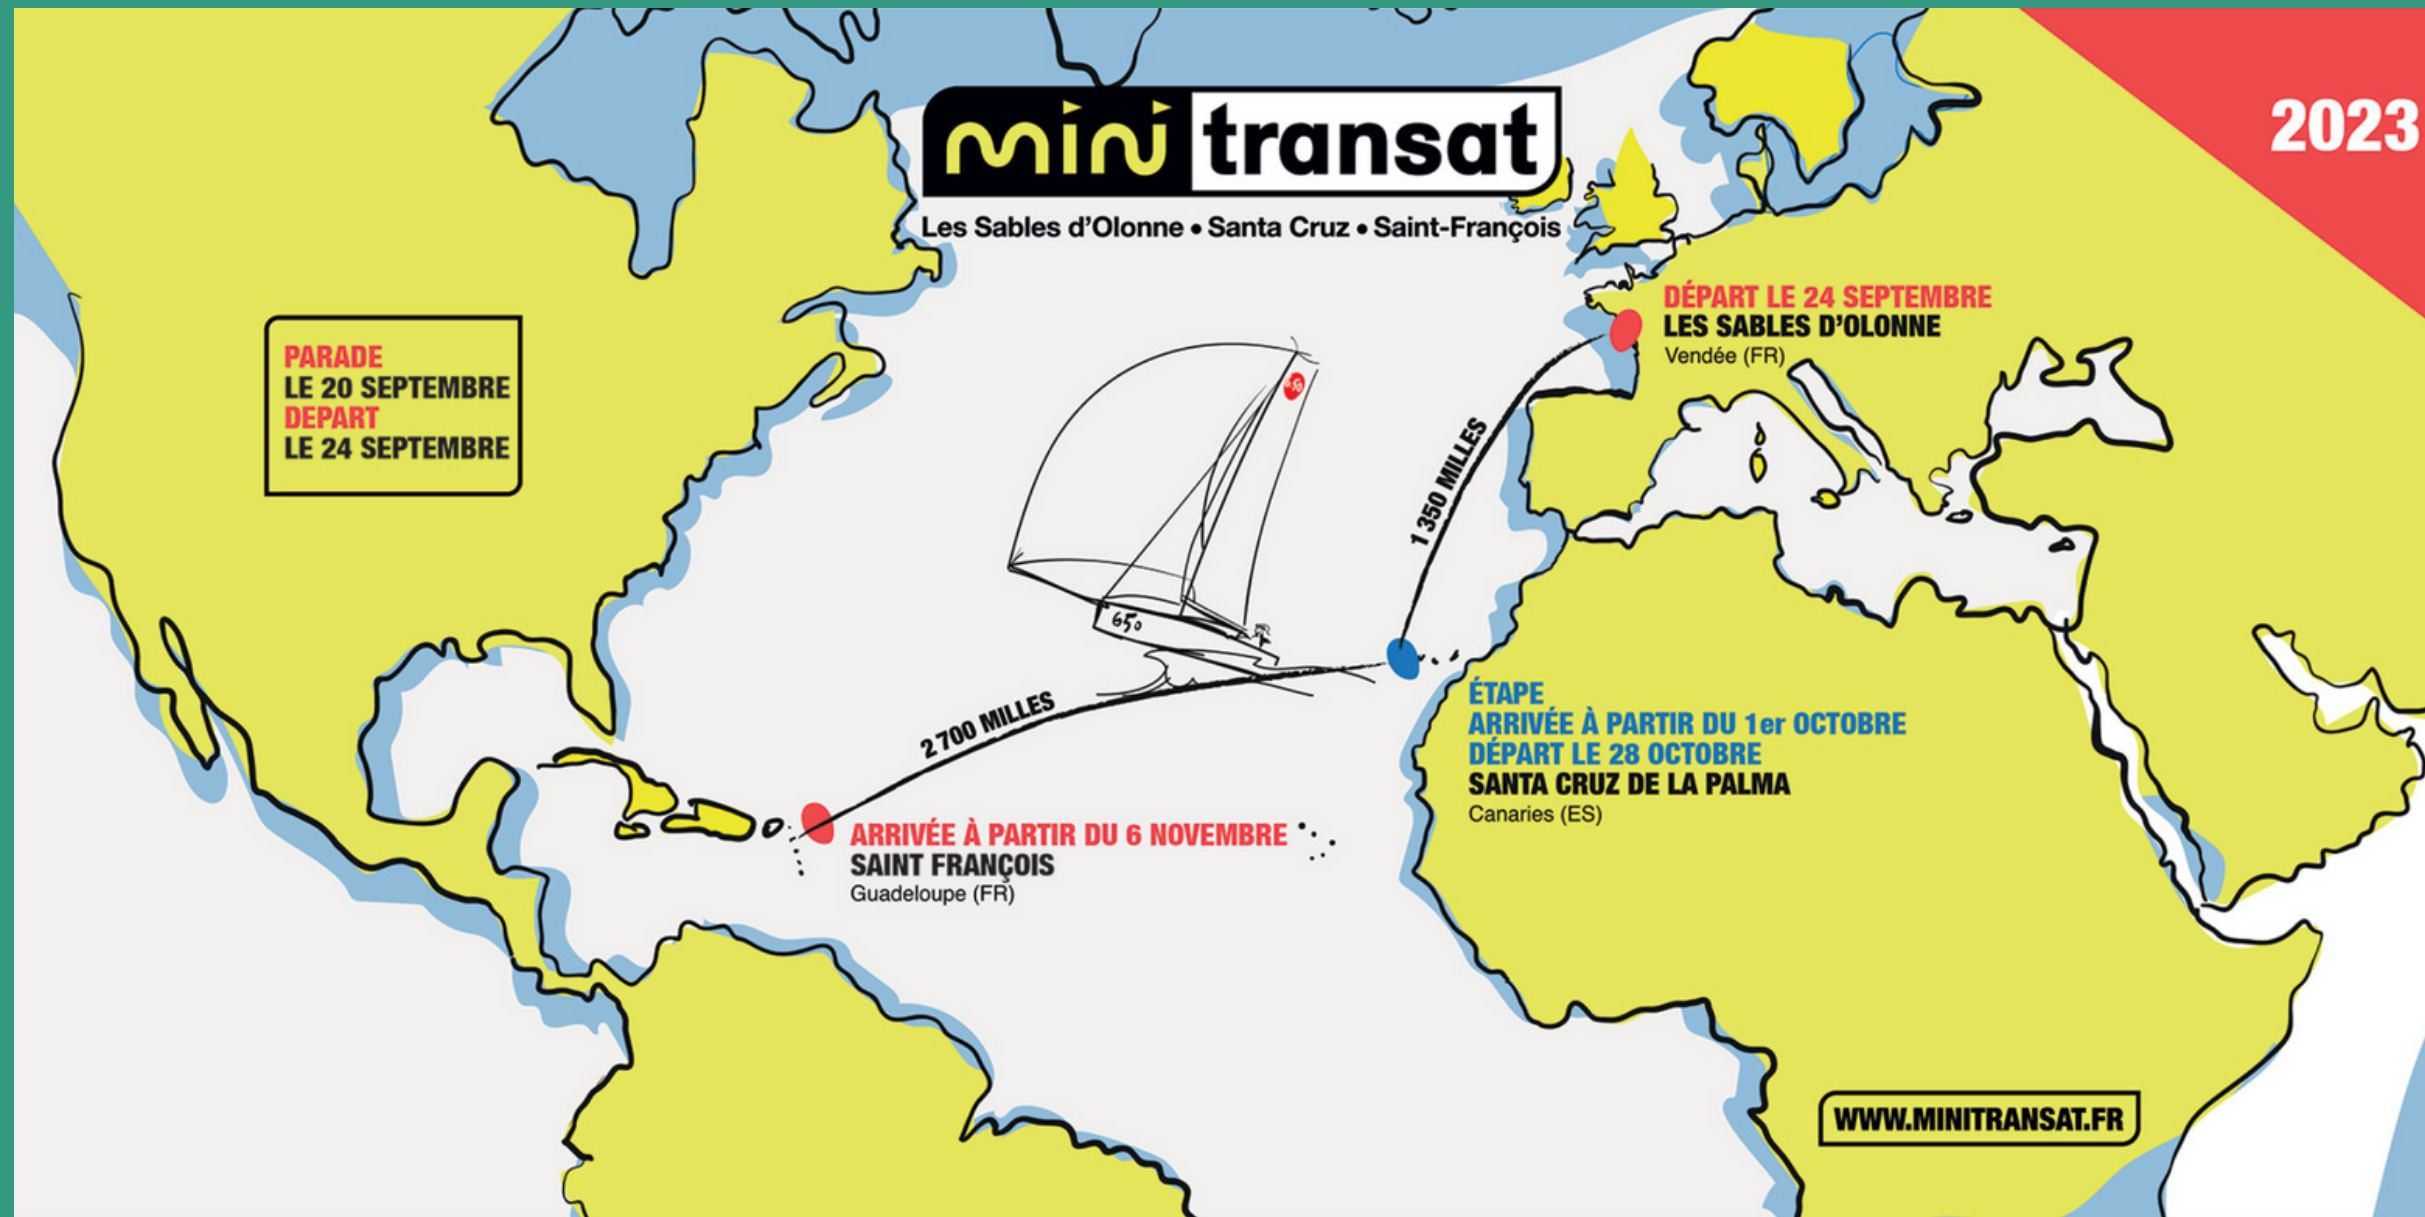 2023
mini transat
Les Sables d'Olonne • Santa Cruz • Saint-François
DÉPART LE 24 SEPTEMBRE
LES SABLES D'OLONNE
Vendée (FR)
PARADE
LE 20 SEPTEMBRE
DEPART
LE 24 SEPTEMBRE
650
1 350 MILLES
650
2 700 MILLES
ÉTAPE
ARRIVÉE À PARTIR DU 1er OCTOBRE
DÉPART LE 28 OCTOBRE
SANTA CRUZ DE LA PALMA
Canaries (ES)
ARRIVÉE À PARTIR DU 6 NOVEMBRE
SAINT FRANÇOIS
Guadeloupe (FR)
WWW.MINITRANSAT.FR